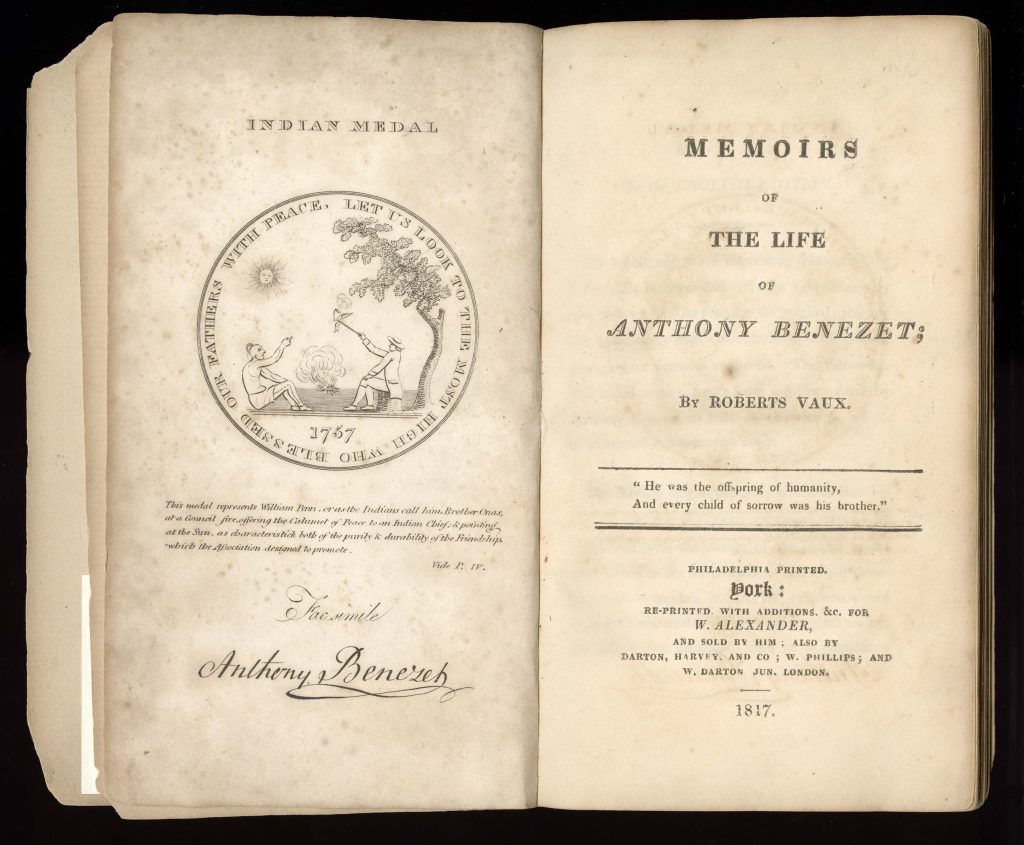 INDIAN MEDAL
LET US LOOK TO THE MOST HIGH WHO BLESSED OUR FATHERS WITH PEACE.
1757
This medal represents William Penn, or as the Indians call him, Brother Onas,
at a Council fire, offering the Calumet of Peace to an Indian Chief; & pointing
at the Sun, as characteristick both of the purity & durability of the Friendship,
which the Association designed to promote.
Vide P. IV.
Facsimile
Anthony Benezet
MEMOIRS
OF
THE LIFE
OF
ANTHONY BENEZET;
BY ROBERTS VAUX.
“ He was the offspring of humanity,
And every child of sorrow was his brother.”
PHILADELPHIA PRINTED.
York:
RE-PRINTED, WITH ADDITIONS, &C. FOR
W. ALEXANDER,
AND SOLD BY HIM ; ALSO BY
DARTON, HARVEY, AND CO ; W. PHILLIPS ; AND
W. DARTON JUN. LONDON.
1817.